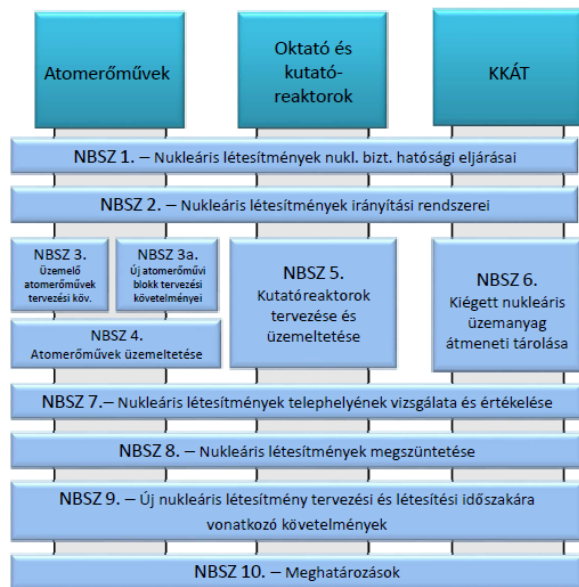 Atomerőművek
Oktató és
kutató-
reaktorok
KKÁT
NBSZ 1. – Nukleáris létesítmények nukl. bizt. hatósági eljárásai
NBSZ 2. – Nukleáris létesítmények irányítási rendszerei
NBSZ 3.
Üzemelő
atomerőművek
tervezési köv.
NBSZ 3a.
Új atomerőművi
blokk tervezési
követelményei
NBSZ 4.
Atomerőművek üzemeltetése
NBSZ 5.
Kutatóreaktorok
tervezése és
üzemeltetése
NBSZ 6.
Kiégett nukleáris
üzemanyag
átmeneti tárolása
NBSZ 7.– Nukleáris létesítmények telephelyének vizsgálata és értékelése
NBSZ 8. – Nukleáris létesítmények megszüntetése
NBSZ 9. – Új nukleáris létesítmény tervezési és létesítési időszakára
vonatkozó követelmények
NBSZ 10. – Meghatározások